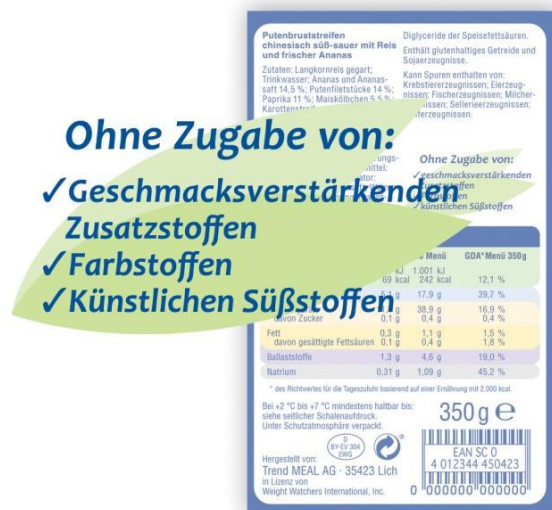 Putenbruststreifen
chinesisch süß-sauer mit Reis
und frischer Ananas
Zutaten: Langkornreis gegart;
Trinkwasser; Ananas und Ananas-
saft 14,5 %; Putenfiletstücke 14 %;
Paprika 11 %; Maiskölbchen 5,5 %
Diglyceride der Speisefettsäuren.
Enthält glutenhaltiges Getreide und
Sojaerzeugnisse.
Kann Spuren enthalten von:
Krebstiererzeugnissen; Eierzeug-
nissen; Fischerzeugnissen; Milcher-
nissen; Sellerieerzeugnissen;
Ohne Zugabe von:
✓Geschmacksverstärkenden
Zusatzstoffen
✓Farbstoffen
✓Künstlichen Süßstoffen
Ohne Zugabe von:
✓geschmacksverstärkenden
✓künstlichen Süßstoffen
Menü GDA*Menü 350g
kJ 1.001 kJ
69 kcal 242 kcal 12,1 %
17,9 g 39,7 %
38,9 g 16,9 %
davon Zucker 0,1 g 0,4 g 0,4 %
Fett 0,3 g 1,1 g 1,5 %
davon gesättigte Fettsäuren 0,1 g 0,4 g 1,8 %
Ballaststoffe 1,3 g 4,6 g 19,0 %
Natrium 0,31 g 1,09 g 45,2 %
* des Richtwertes für die Tageszufuhr basierend auf einer Ernährung mit 2.000 kcal.
Bei +2 °C bis +7 °C mindestens haltbar bis:
siehe seitlicher Schalenaufdruck.
Unter Schutzatmosphäre verpackt.
350 g e
D
BY-EV 304
EWG
Hergestellt von:
Trend MEAL AG · 35423 Lich
in Lizenz von
Weight Watchers International, Inc.
EAN SC 0
4 012344 450423
0 000000 000000